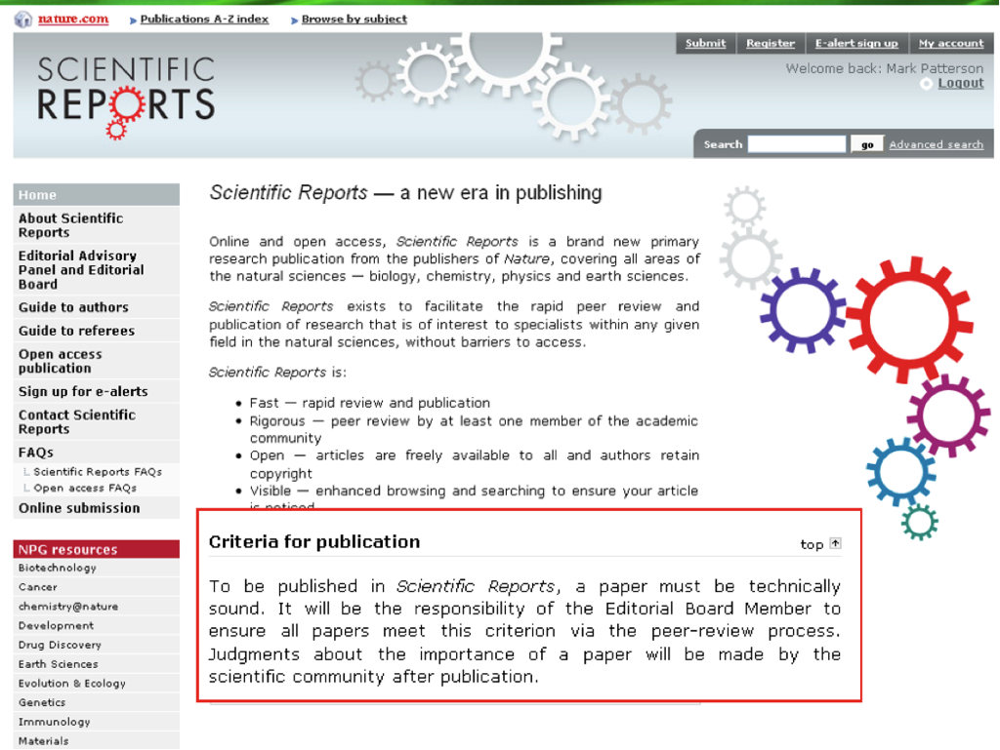 nature.com
Publications A-Z index
Browse by subject
SCIENTIFIC
REPORTS
Submit
Register
E-alert sign up
My account
Welcome back: Mark Patterson
Logout
Search
go
Advanced search
Home
About Scientific
Reports
Editorial Advisory
Panel and Editorial
Board
Guide to authors
Guide to referees
Open access
publication
Sign up for e-alerts
Contact Scientific
Reports
FAQs
Scientific Reports FAQs
Open access FAQs
Online submission
NPG resources
Biotechnology
Cancer
chemistry@nature
Development
Drug Discovery
Earth Sciences
Evolution & Ecology
Genetics
Immunology
Materials
Scientific Reports — a new era in publishing
Online and open access, Scientific Reports is a brand new primary
research publication from the publishers of Nature, covering all areas of
the natural sciences — biology, chemistry, physics and earth sciences.
Scientific Reports exists to facilitate the rapid peer review and
publication of research that is of interest to specialists within any given
field in the natural sciences, without barriers to access.
Scientific Reports is:
• Fast — rapid review and publication
• Rigorous — peer review by at least one member of the academic
community
• Open — articles are freely available to all and authors retain
copyright
• Visible — enhanced browsing and searching to ensure your article
is noticed
Criteria for publication
top
To be published in Scientific Reports, a paper must be technically
sound. It will be the responsibility of the Editorial Board Member to
ensure all papers meet this criterion via the peer-review process.
Judgments about the importance of a paper will be made by the
scientific community after publication.